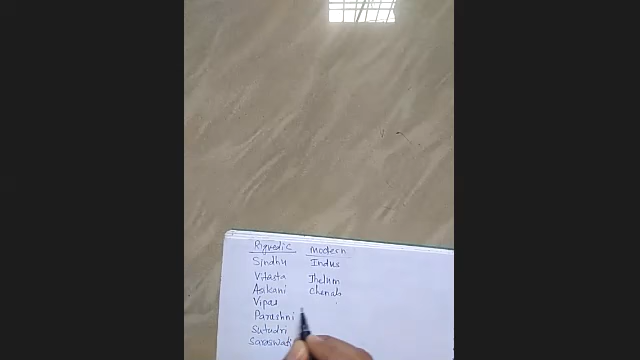 Rigvedic Modern
Sindhu Indus
Vitasta Jhelum
Asikani Chenab
Vipas
Parushni
Sutudri
Saraswati